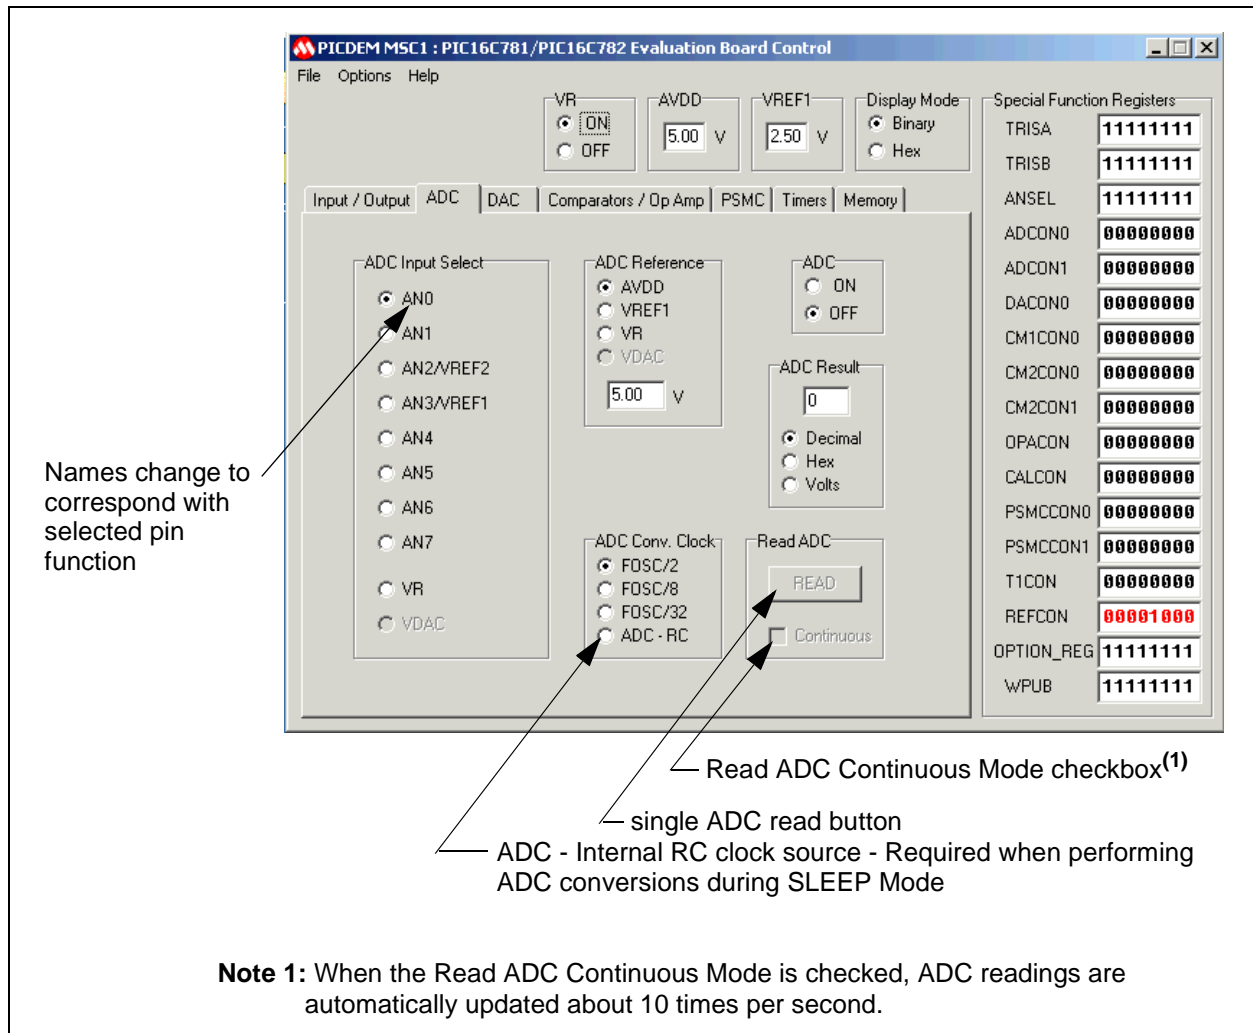 PICDEM MSC1 : PIC16C781/PIC16C782 Evaluation Board Control
File Options Help
VR
ON
OFF
AVDD
5.00 V
VREF1
2.50 V
Display Mode
Binary
Hex
Input / Output ADC DAC Comparators / Op Amp PSMC Timers Memory
ADC Input Select
AN0
AN1
AN2/VREF2
AN3/VREF1
AN4
AN5
AN6
AN7
VR
VDAC
ADC Reference
AVDD
VREF1
VR
VDAC
5.00 V
ADC
ON
OFF
ADC Result
0
Decimal
Hex
Volts
ADC Conv. Clock
FOSC/2
FOSC/8
FOSC/32
ADC - RC
Read ADC
READ
Continuous
Special Function Registers
TRISA 11111111
TRISB 11111111
ANSEL 11111111
ADCON0 00000000
ADCON1 00000000
DACON0 00000000
CM1CON0 00000000
CM2CON0 00000000
CM2CON1 00000000
OPACON 00000000
CALCON 00000000
PSMCCON0 00000000
PSMCCON1 00000000
T1CON 00000000
REFCON 00001000
OPTION_REG 11111111
WPUB 11111111
Names change to
correspond with
selected pin
function
Read ADC Continuous Mode checkbox(1)
single ADC read button
ADC - Internal RC clock source - Required when performing
ADC conversions during SLEEP Mode
Note 1: When the Read ADC Continuous Mode is checked, ADC readings are
automatically updated about 10 times per second.